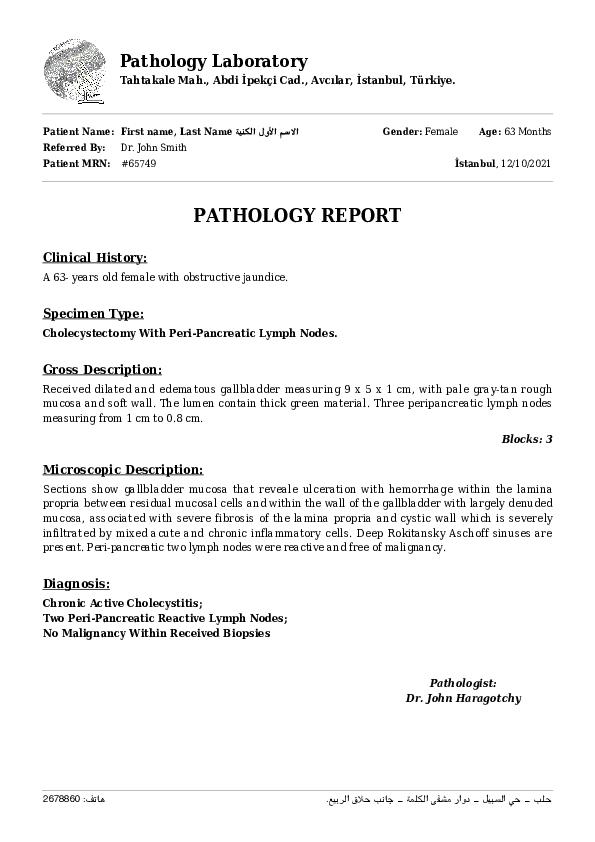 Pathology Laboratory
Tahtakale Mah., Abdi İpekçi Cad., Avcılar, İstanbul, Türkiye.
Patient Name: First name, Last Name الاسم الأول الكنية Gender: Female Age: 63 Months
Referred By: Dr. John Smith
Patient MRN: #65749 İstanbul, 12/10/2021
PATHOLOGY REPORT
Clinical History:
A 63- years old female with obstructive jaundice.
Specimen Type:
Cholecystectomy With Peri-Pancreatic Lymph Nodes.
Gross Description:
Received dilated and edematous gallbladder measuring 9 x 5 x 1 cm, with pale gray-tan rough
mucosa and soft wall. The lumen contain thick green material. Three peripancreatic lymph nodes
measuring from 1 cm to 0.8 cm.
Blocks: 3
Microscopic Description:
Sections show gallbladder mucosa that reveale ulceration with hemorrhage within the lamina
propria between residual mucosal cells and within the wall of the gallbladder with largely denuded
mucosa, associated with severe fibrosis of the lamina propria and cystic wall which is severely
infiltrated by mixed acute and chronic inflammatory cells. Deep Rokitansky Aschoff sinuses are
present. Peri-pancreatic two lymph nodes were reactive and free of malignancy.
Diagnosis:
Chronic Active Cholecystitis;
Two Peri-Pancreatic Reactive Lymph Nodes;
No Malignancy Within Received Biopsies
Pathologist:
Dr. John Haragotchy
حلب – حي السبيل – دوار مشفى الكلمة – جانب حلاق الربيع. هاتف: 2678860